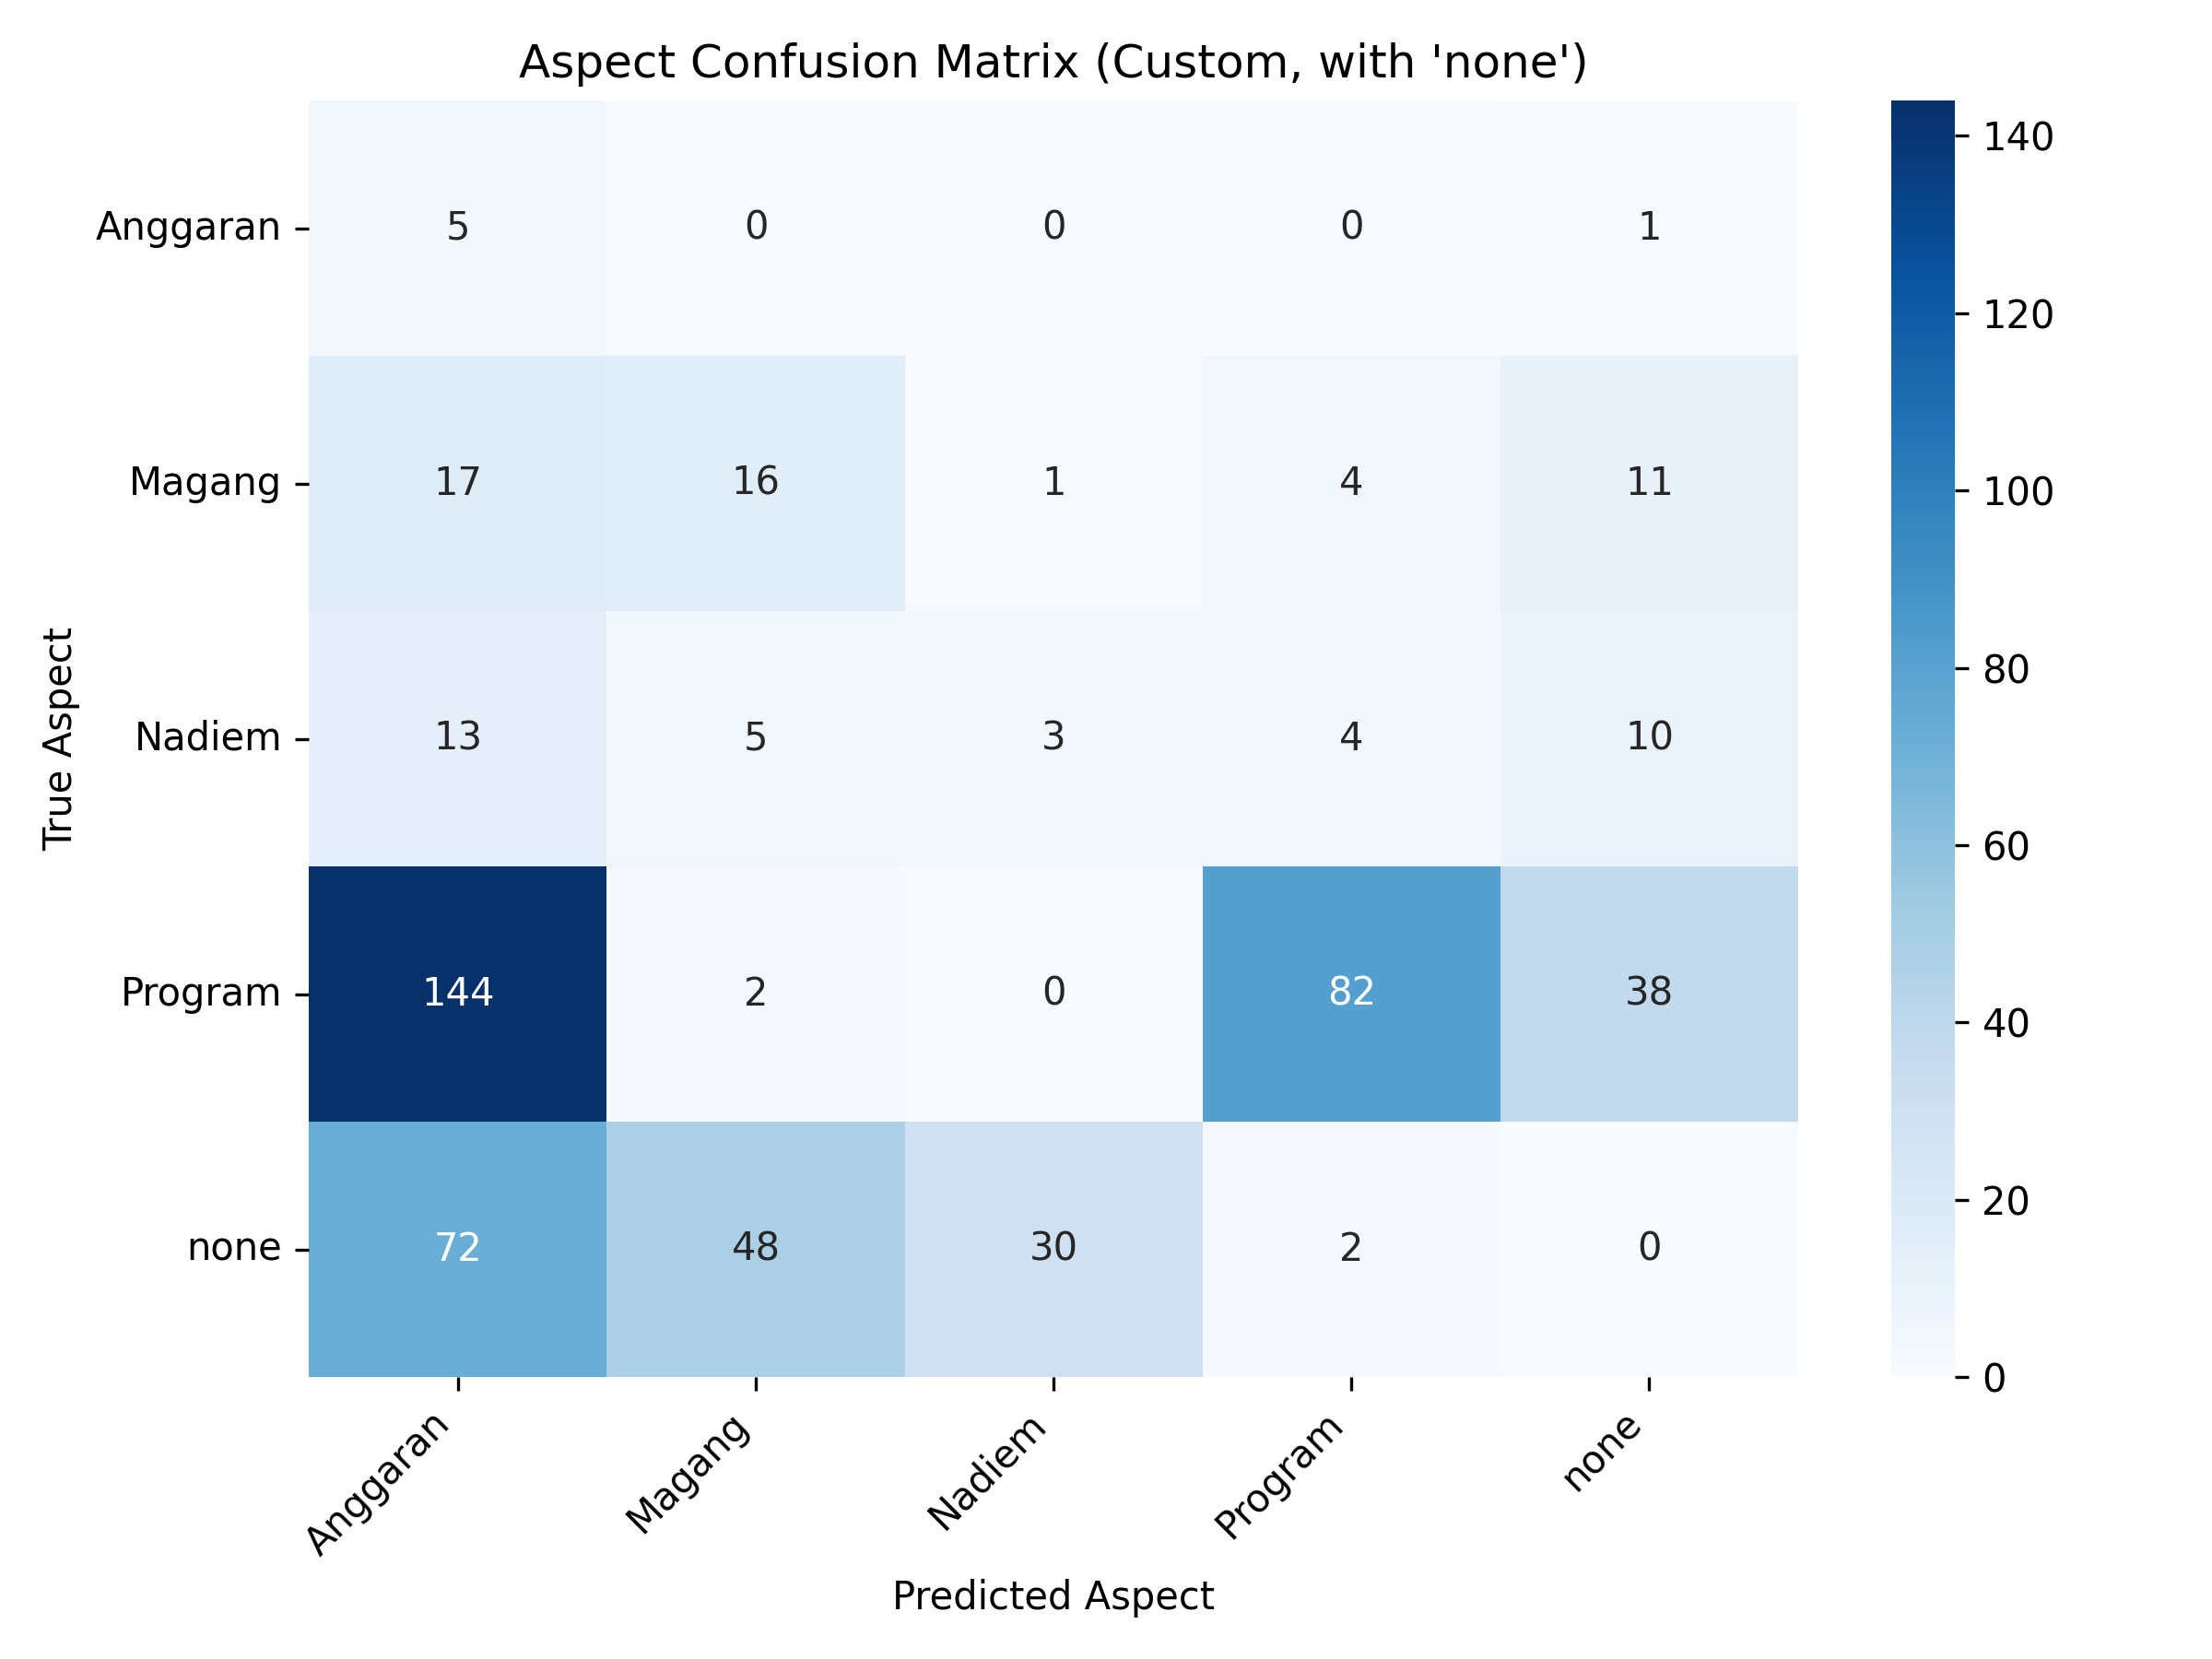 Aspect Confusion Matrix (Custom, with 'none')
True Aspect
Anggaran 5 0 0 0 1
Magang 17 16 1 4 11
Nadiem 13 5 3 4 10
Program 144 2 0 82 38
none 72 48 30 2 0
Anggaran Magang Nadiem Program none
Predicted Aspect
140
120
100
80
60
40
20
0